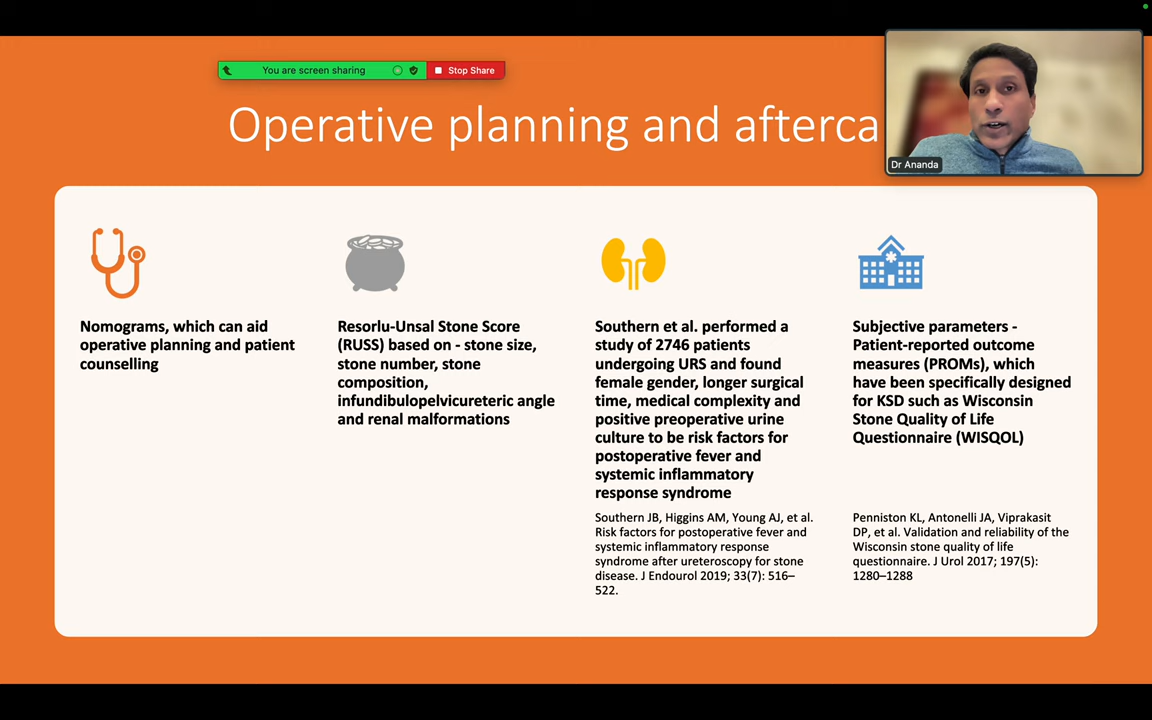 You are screen sharing
Stop Share
Operative planning and afterca
Dr Ananda
Nomograms, which can aid
operative planning and patient
counselling
Resorlu-Unsal Stone Score
(RUSS) based on - stone size,
stone number, stone
composition,
infundibulopelvicureteric angle
and renal malformations
Southern et al. performed a
study of 2746 patients
undergoing URS and found
female gender, longer surgical
time, medical complexity and
positive preoperative urine
culture to be risk factors for
postoperative fever and
systemic inflammatory
response syndrome
Southern JB, Higgins AM, Young AJ, et al.
Risk factors for postoperative fever and
systemic inflammatory response
syndrome after ureteroscopy for stone
disease. J Endourol 2019; 33(7): 516–
522.
Subjective parameters -
Patient-reported outcome
measures (PROMs), which
have been specifically designed
for KSD such as Wisconsin
Stone Quality of Life
Questionnaire (WISQOL)
Penniston KL, Antonelli JA, Viprakasit
DP, et al. Validation and reliability of the
Wisconsin stone quality of life
questionnaire. J Urol 2017; 197(5):
1280–1288